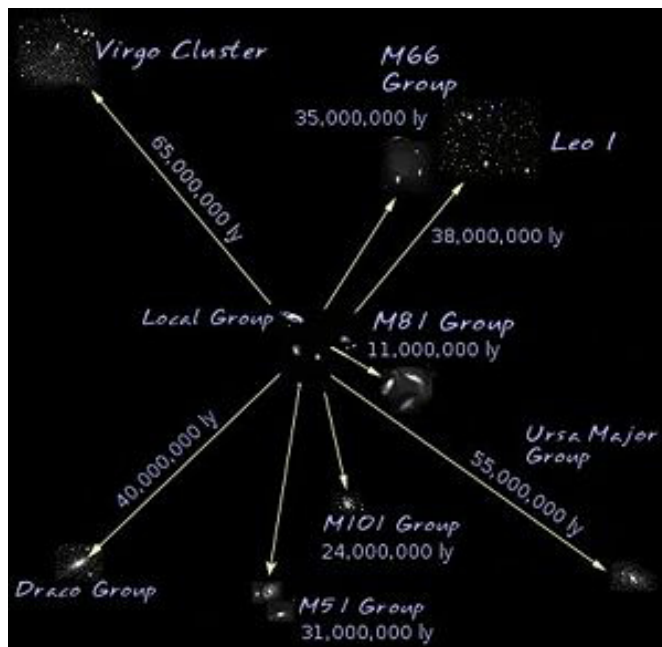 Virgo Cluster
M66
Group
35,000,000 ly
Leo I
65,000,000 ly
38,000,000 ly
Local Group
M81 Group
11,000,000 ly
Ursa Major
Group
40,000,000 ly
55,000,000 ly
M101 Group
24,000,000 ly
Draco Group
M51 Group
31,000,000 ly